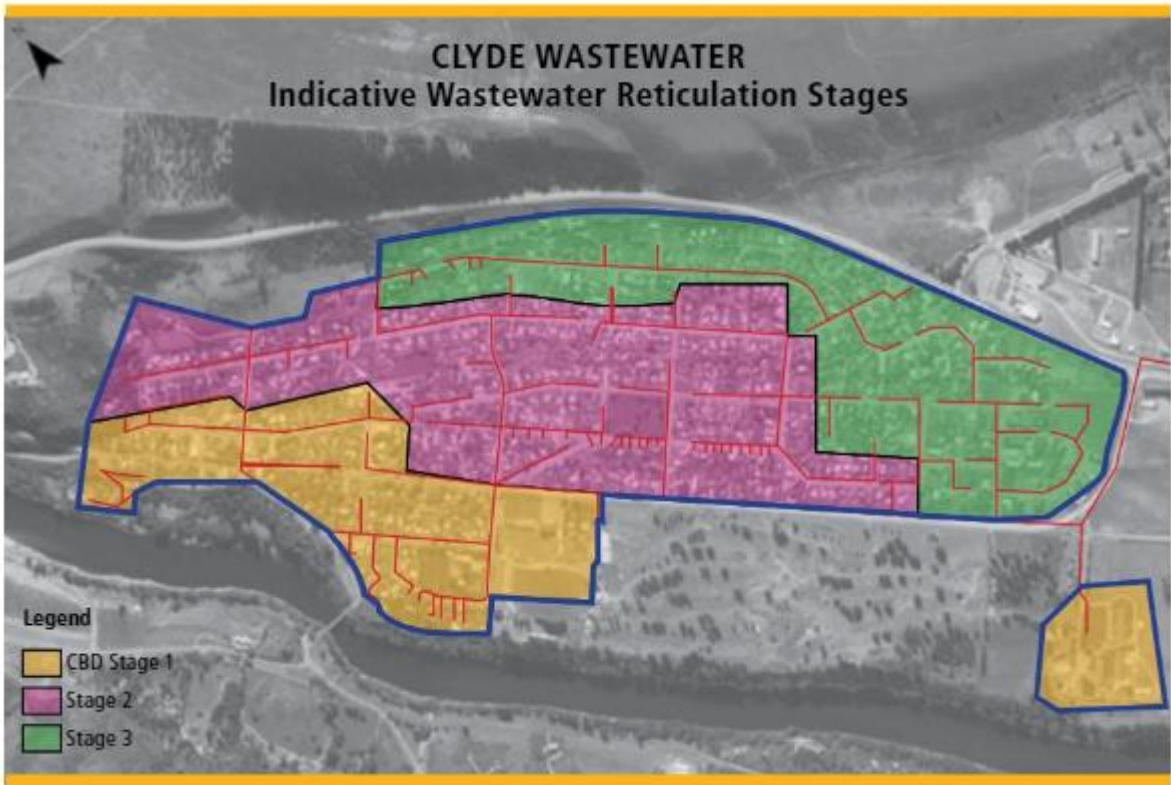 CLYDE WASTEWATER
Indicative Wastewater Reticulation Stages
Legend
CBD Stage 1
Stage 2
Stage 3